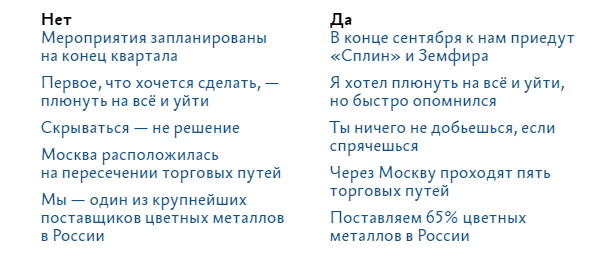 Нет
Мероприятия запланированы
на конец квартала
Первое, что хочется сделать, —
плюнуть на всё и уйти
Скрываться — не решение
Москва расположилась
на пересечении торговых путей
Мы — один из крупнейших
поставщиков цветных металлов
в России
Да
В конце сентября к нам приедут
«Сплин» и Земфира
Я хотел плюнуть на всё и уйти,
но быстро опомнился
Ты ничего не добьешься, если
спрячешься
Через Москву проходят пять
торговых путей
Поставляем 65% цветных
металлов в России